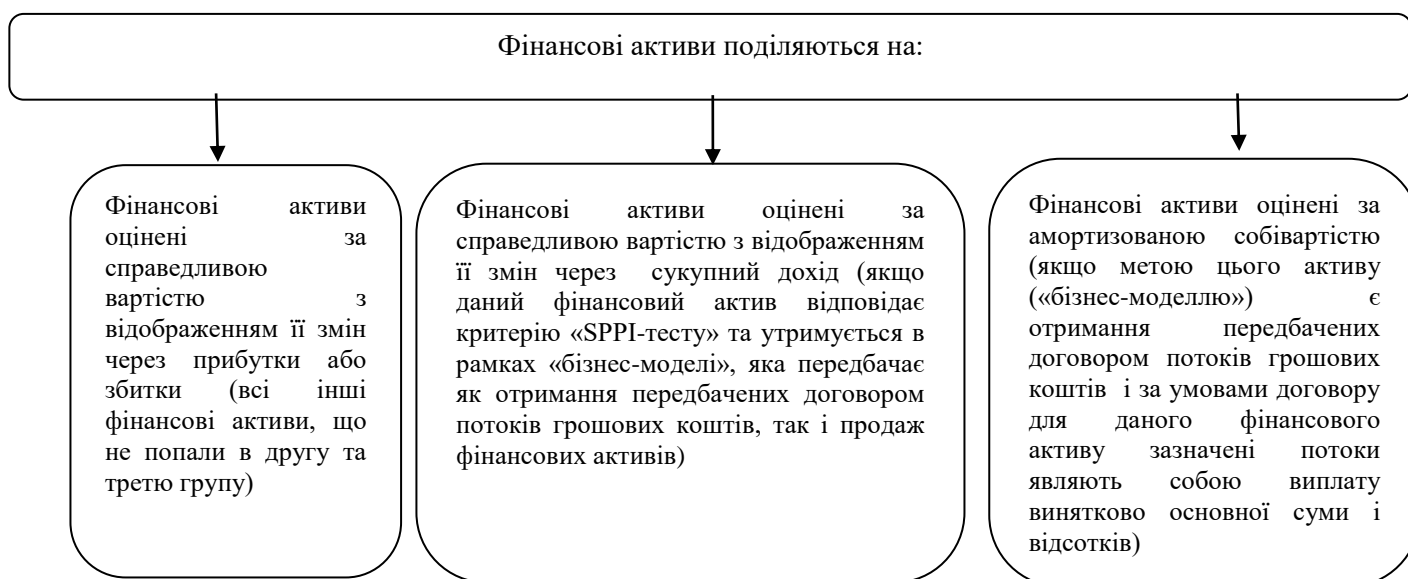 Фінансові активи поділяються на:
Фінансові активи
оцінені за
справедливою
вартістю з
відображенням її змін
через прибутки або
збитки (всі інші
фінансові активи, що
не попали в другу та
третю групу)
Фінансові активи оцінені за
справедливою вартістю з відображенням
її змін через сукупний дохід (якщо
даний фінансовий актив відповідає
критерію «SPPI-тесту» та утримується в
рамках «бізнес-моделі», яка передбачає
як отримання передбачених договором
потоків грошових коштів, так і продаж
фінансових активів)
Фінансові активи оцінені за
амортизованою собівартістю
(якщо метою цього активу
(«бізнес-моделлю») є
отримання передбачених
договором потоків грошових
коштів і за умовами договору
для даного фінансового
активу зазначені потоки
являють собою виплату
винятково основної суми і
відсотків)